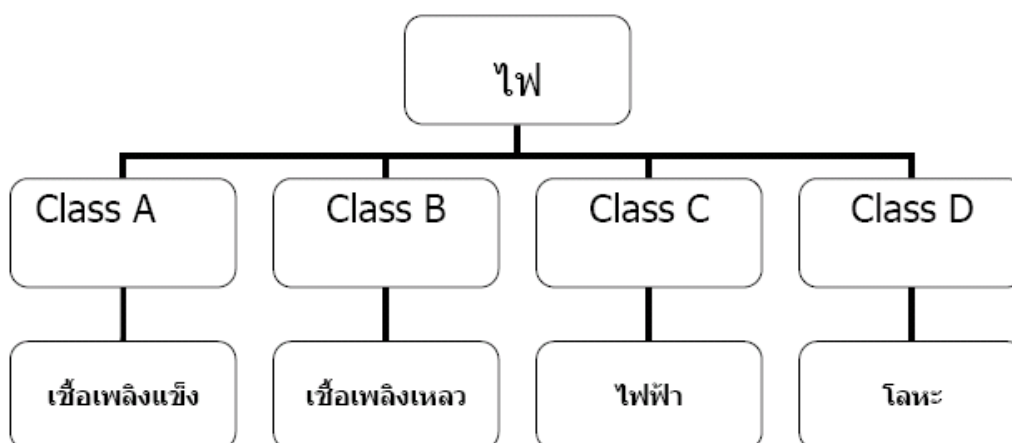 ไฟ
Class A
Class B
Class C
Class D
เชื้อเพลิงแข็ง
เชื้อเพลิงเหลว
ไฟฟ้า
โลหะ